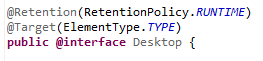 @Retention(RetentionPolicy.RUNTIME)
@Target(ElementType.TYPE)
public @interface Desktop {